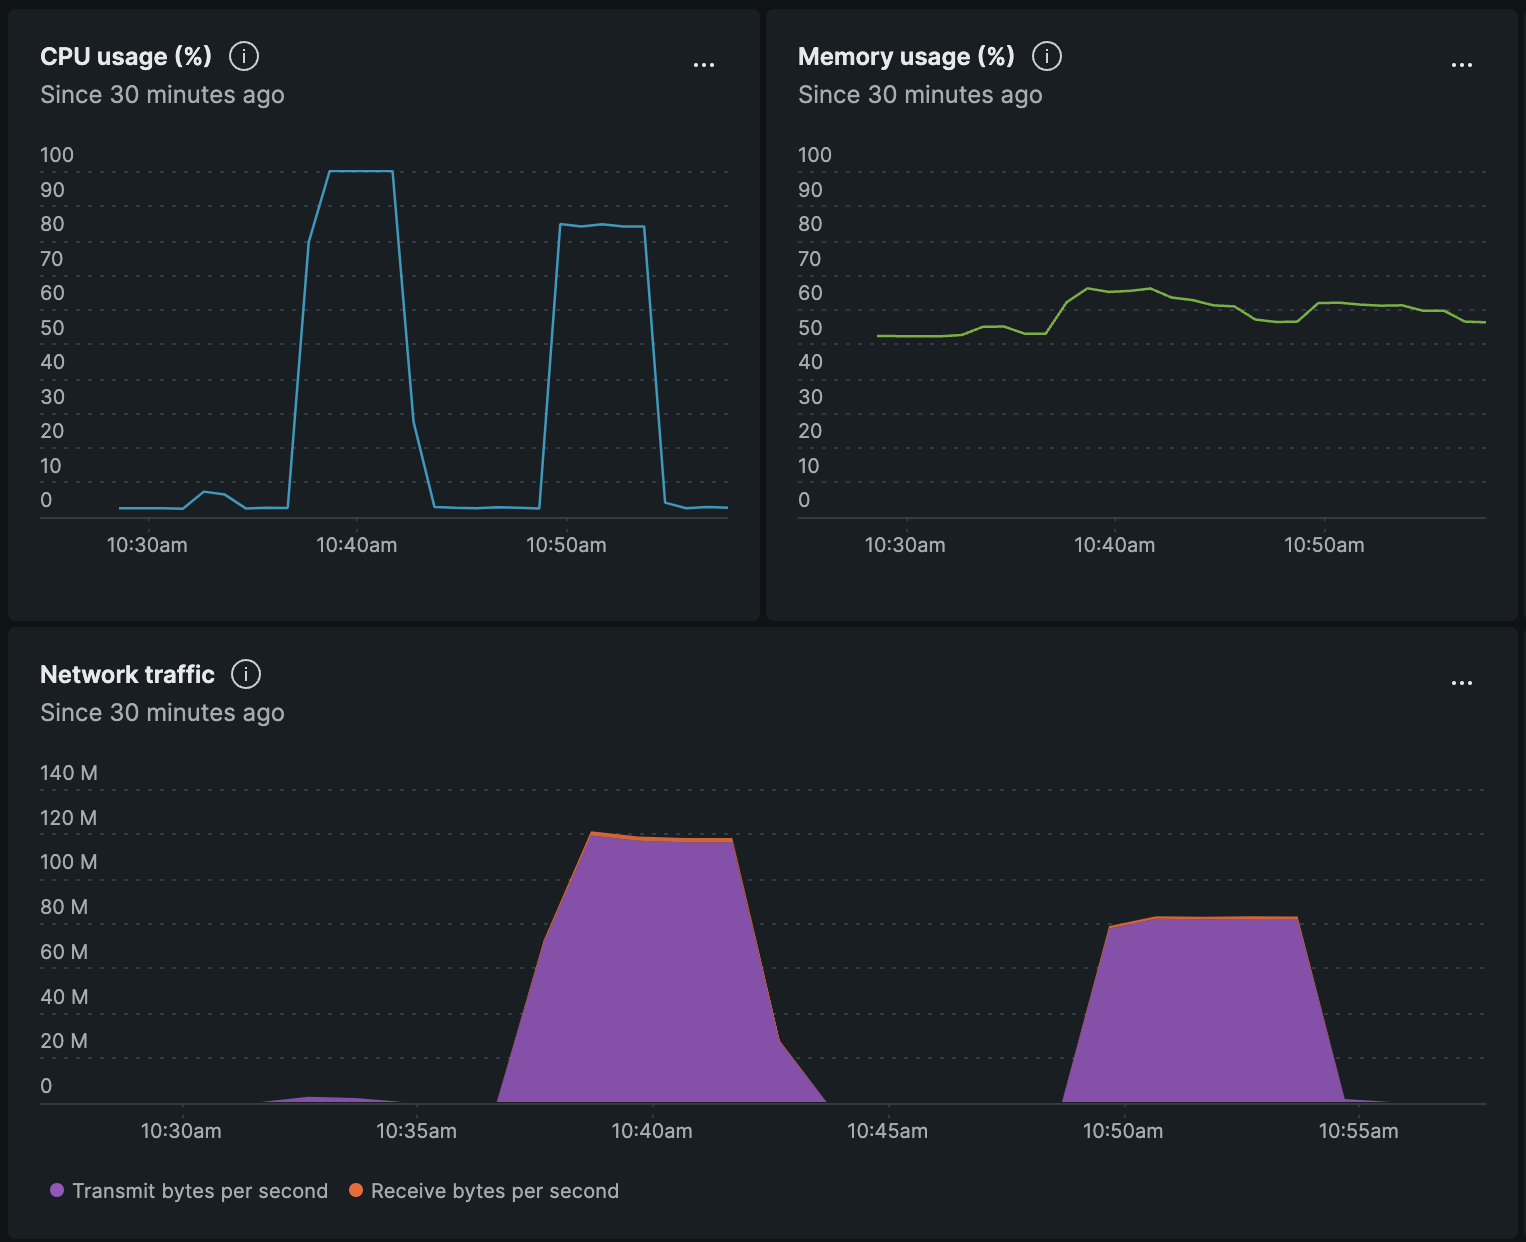 CPU usage (%)
Since 30 minutes ago
100
90
80
70
60
50
40
30
20
10
0
10:30am 10:40am 10:50am
Memory usage (%)
Since 30 minutes ago
100
90
80
70
60
50
40
30
20
10
0
10:30am 10:40am 10:50am
Network traffic
Since 30 minutes ago
140 M
120 M
100 M
80 M
60 M
40 M
20 M
0
10:30am 10:35am 10:40am 10:45am 10:50am 10:55am
Transmit bytes per second Receive bytes per second